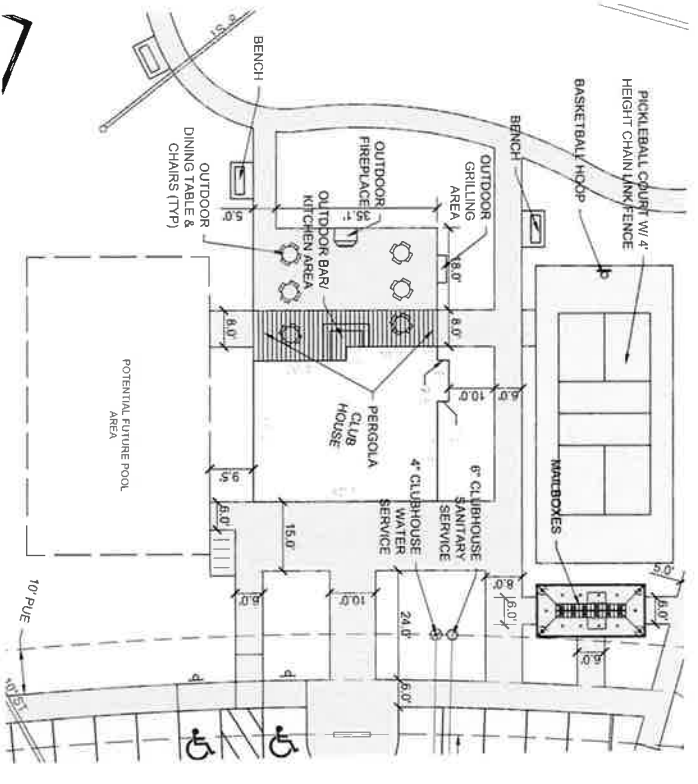 PICKLEBALL COURT W/ 4'
HEIGHT CHAIN LINK FENCE
BASKETBALL HOOP
BENCH
OUTDOOR
GRILLING
AREA
OUTDOOR
FIREPLACE
35.1'
18.0'
OUTDOOR BAR/
KITCHEN AREA
BENCH
5.0'
OUTDOOR
DINING TABLE &
CHAIRS (TYP)
8.0'
8.0'
6.0'
10.0'
PERGOLA
CLUB
HOUSE
POTENTIAL FUTURE POOL
AREA
9.5'
6.0'
15.0'
MAILBOXES
6" CLUBHOUSE
SANITARY
SERVICE
4" CLUBHOUSE
WATER
SERVICE
8.0'
6.0'
5.0'
6.0'
6.0'
6.0'
10.0'
24.0'
6.0'
10' PUE